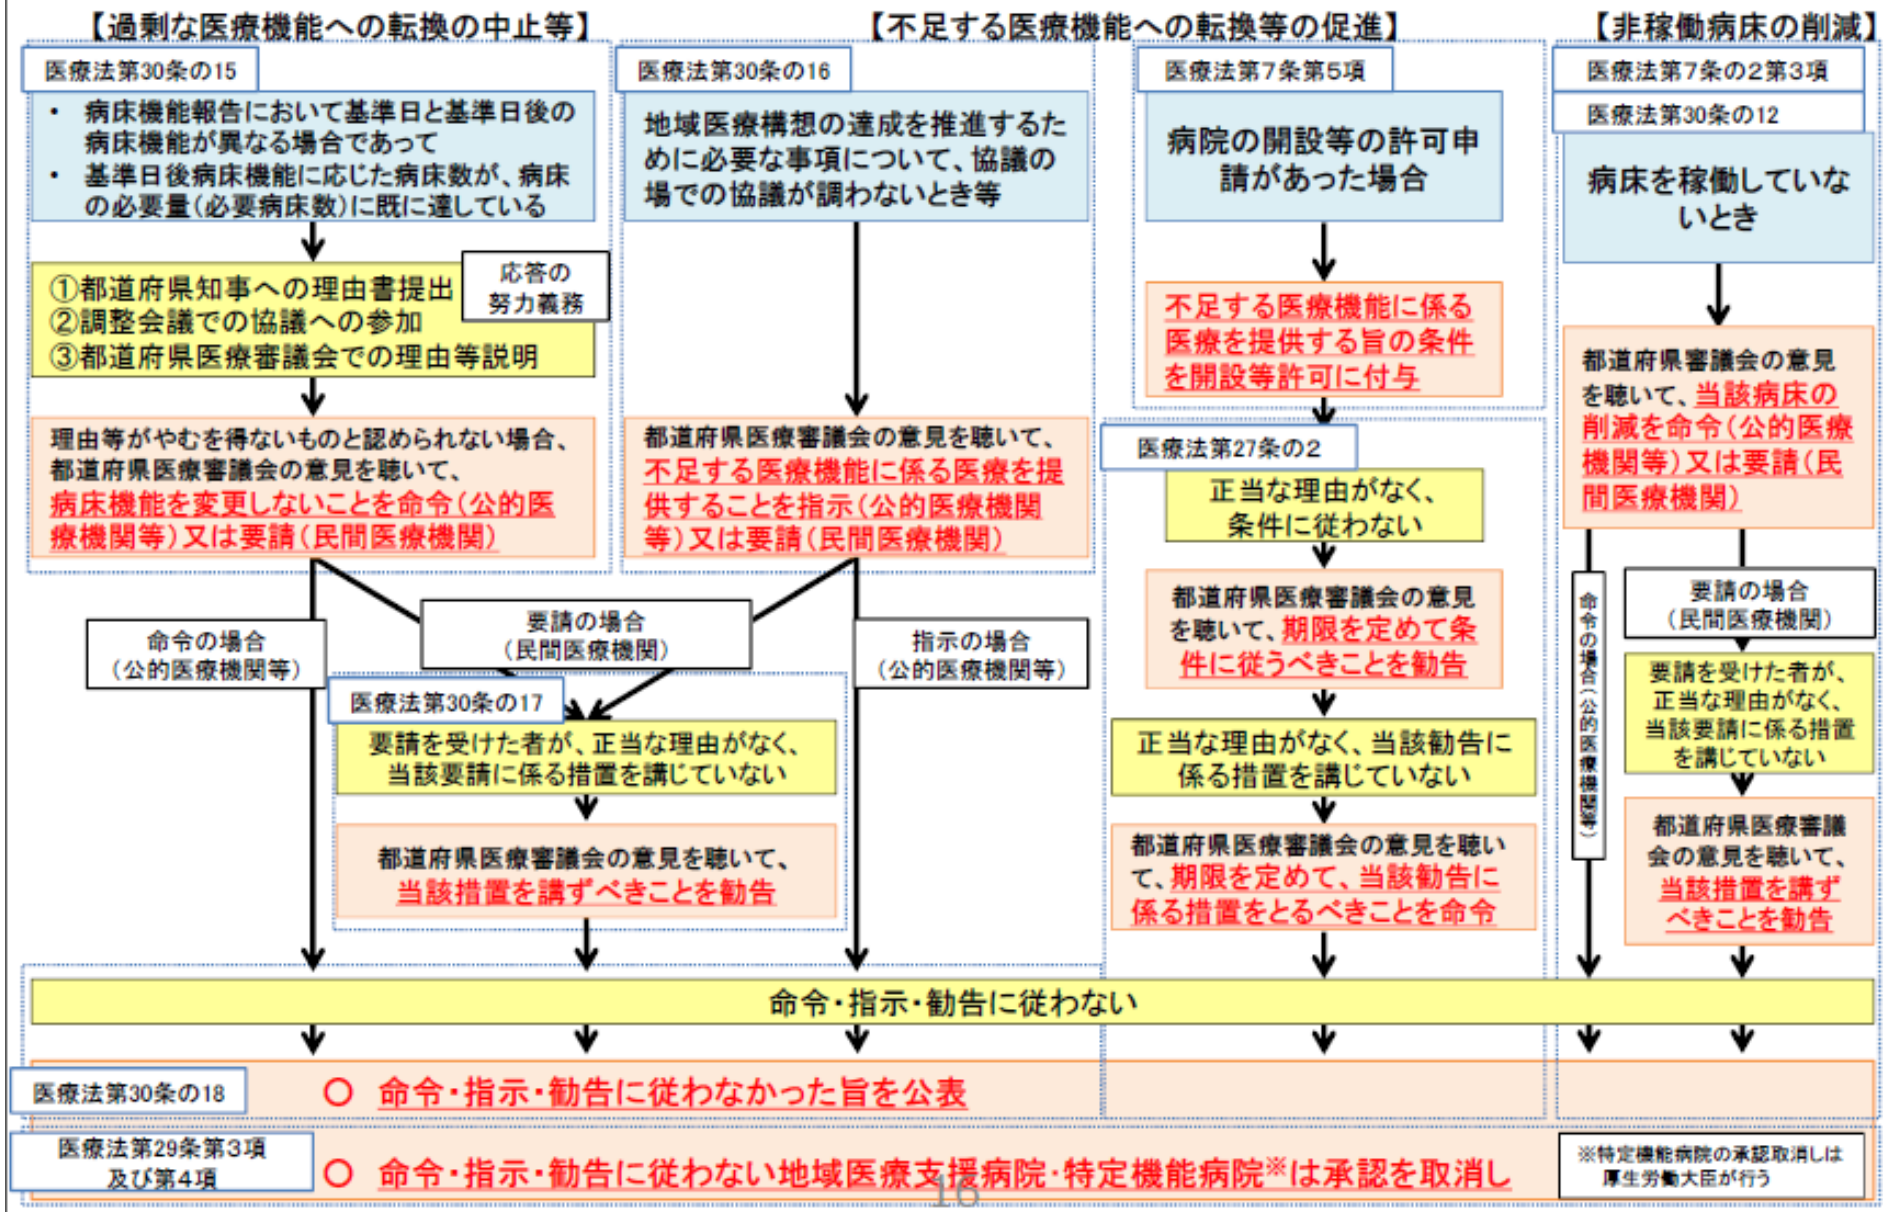 【過剰な医療機能への転換の中止等】
医療法第30条の15
・ 病床機能報告において基準日と基準日後の
病床機能が異なる場合であって
・ 基準日後病床機能に応じた病床数が、病床
の必要量(必要病床数)に既に達している
①都道府県知事への理由書提出
②調整会議での協議への参加
③都道府県医療審議会での理由等説明
応答の
努力義務
理由等がやむを得ないものと認められない場合、
都道府県医療審議会の意見を聴いて、
病床機能を変更しないことを命令(公的医
療機関等)又は要請(民間医療機関)
【不足する医療機能への転換等の促進】
医療法第30条の16
地域医療構想の達成を推進するた
めに必要な事項について、協議の
場での協議が調わないとき等
都道府県医療審議会の意見を聴いて、
不足する医療機能に係る医療を提
供することを指示(公的医療機関
等)又は要請(民間医療機関)
命令の場合
(公的医療機関等)
要請の場合
(民間医療機関)
指示の場合
(公的医療機関等)
医療法第30条の17
要請を受けた者が、正当な理由がなく、
当該要請に係る措置を講じていない
都道府県医療審議会の意見を聴いて、
当該措置を講ずべきことを勧告
医療法第7条第5項
病院の開設等の許可申
請があった場合
不足する医療機能に係る
医療を提供する旨の条件
を開設等許可に付与
医療法第27条の2
正当な理由がなく、
条件に従わない
都道府県医療審議会の意見
を聴いて、期限を定めて条
件に従うべきことを勧告
正当な理由がなく、当該勧告に
係る措置を講じていない
都道府県医療審議会の意見を聴い
て、期限を定めて、当該勧告に
係る措置をとるべきことを命令
【非稼働病床の削減】
医療法第7条の2第3項
医療法第30条の12
病床を稼働していな
いとき
都道府県審議会の意見
を聴いて、当該病床の
削減を命令(公的医療
機関等)又は要請(民
間医療機関)
命令の場合(公的医療機関等)
要請の場合
(民間医療機関)
要請を受けた者が、
正当な理由がなく、
当該要請に係る措置
を講じていない
都道府県医療審議
会の意見を聴いて、
当該措置を講ず
べきことを勧告
命令・指示・勧告に従わない
医療法第30条の18
〇 命令・指示・勧告に従わなかった旨を公表
医療法第29条第3項
及び第4項
〇 命令・指示・勧告に従わない地域医療支援病院・特定機能病院※は承認を取消し
※特定機能病院の承認取消しは
厚生労働大臣が行う
16